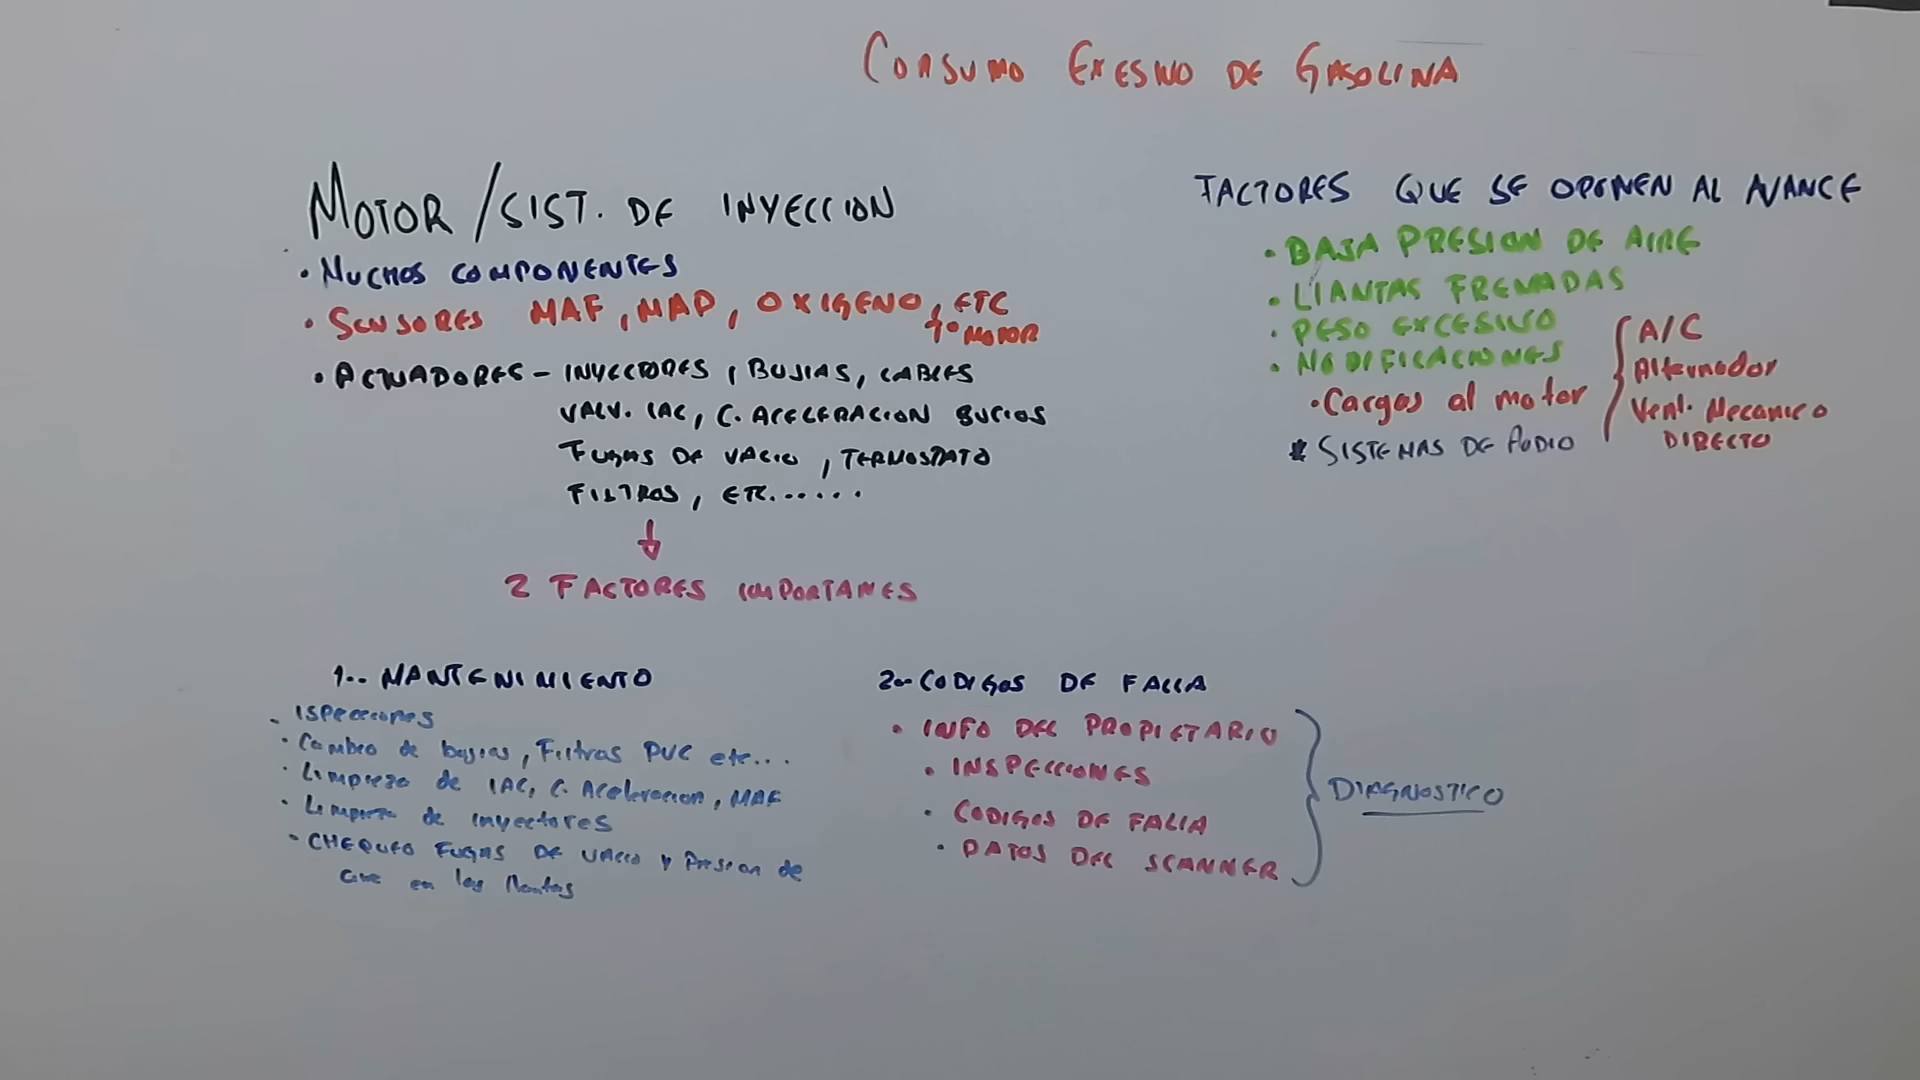 CONSUMO EXESIVO DE GASOLINA
MOTOR / SIST. DE INYECCION
• MUCHOS COMPONENTES
• SENSORES MAF, MAP, OXIGENO, ETC
T° MOTOR
• ACTUADORES - INYECTORES, BUJIAS, CABLES
VALV. IAC, C. ACELERACION SUCIOS
FUGAS DE VACIO, TERMOSTATO
FILTROS, ETC......
2 FACTORES IMPORTANES
FACTORES QUE SE OPONEN AL AVANCE
• BAJA PRESION DE AIRE
• LLANTAS FRENADAS
• PESO EXCESIVO
• MODIFICACIONES
• Cargas al motor
A/C
Alternador
Vent. Mecanico
DIRECTO
* SISTEMAS DE AUDIO
1.- MANTENIMIENTO
- ISPECCIONES
• Cambio de bujias, Filtros PVC etc...
• Limpieza de IAC, C. Aceleracion, MAF
• Limpieza de inyectores
• CHEQUEO FUGAS DE VACIO y Presion de
aire en las llantas
2.- CODIGOS DE FALLA
• INFO DEL PROPIETARIO
• INSPECCIONES
• CODIGOS DE FALLA
• DATOS DEL SCANNER
DIAGNOSTICO